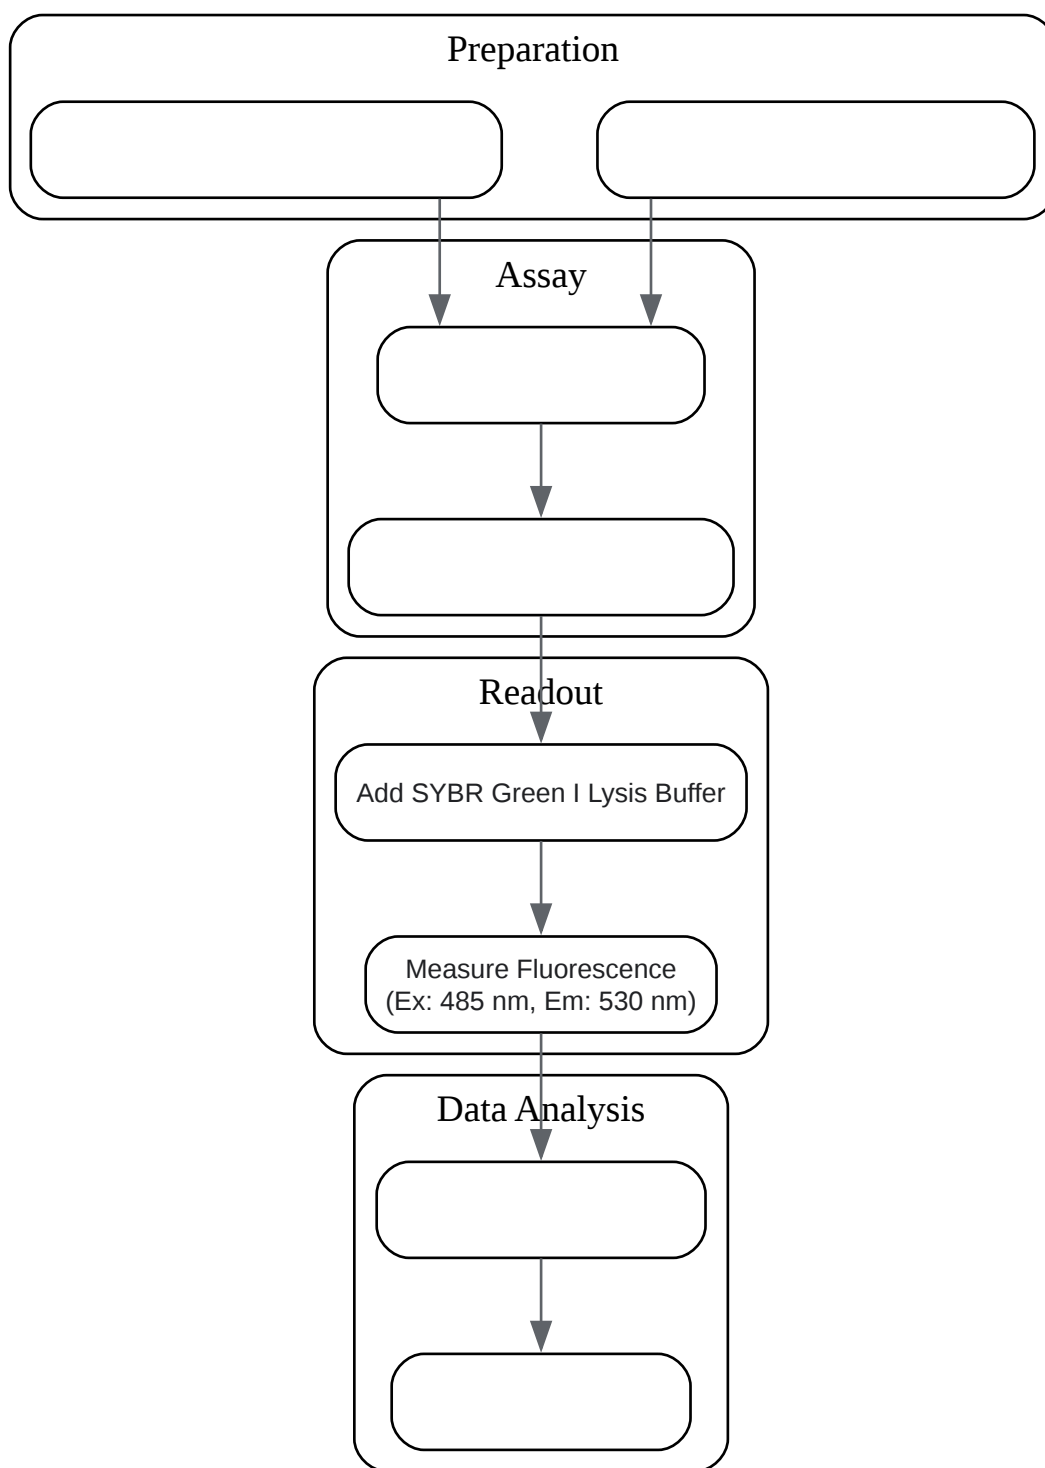 Preparation
Assay
Readout
Add SYBR Green I Lysis Buffer
Measure Fluorescence
(Ex: 485 nm, Em: 530 nm)
Data Analysis